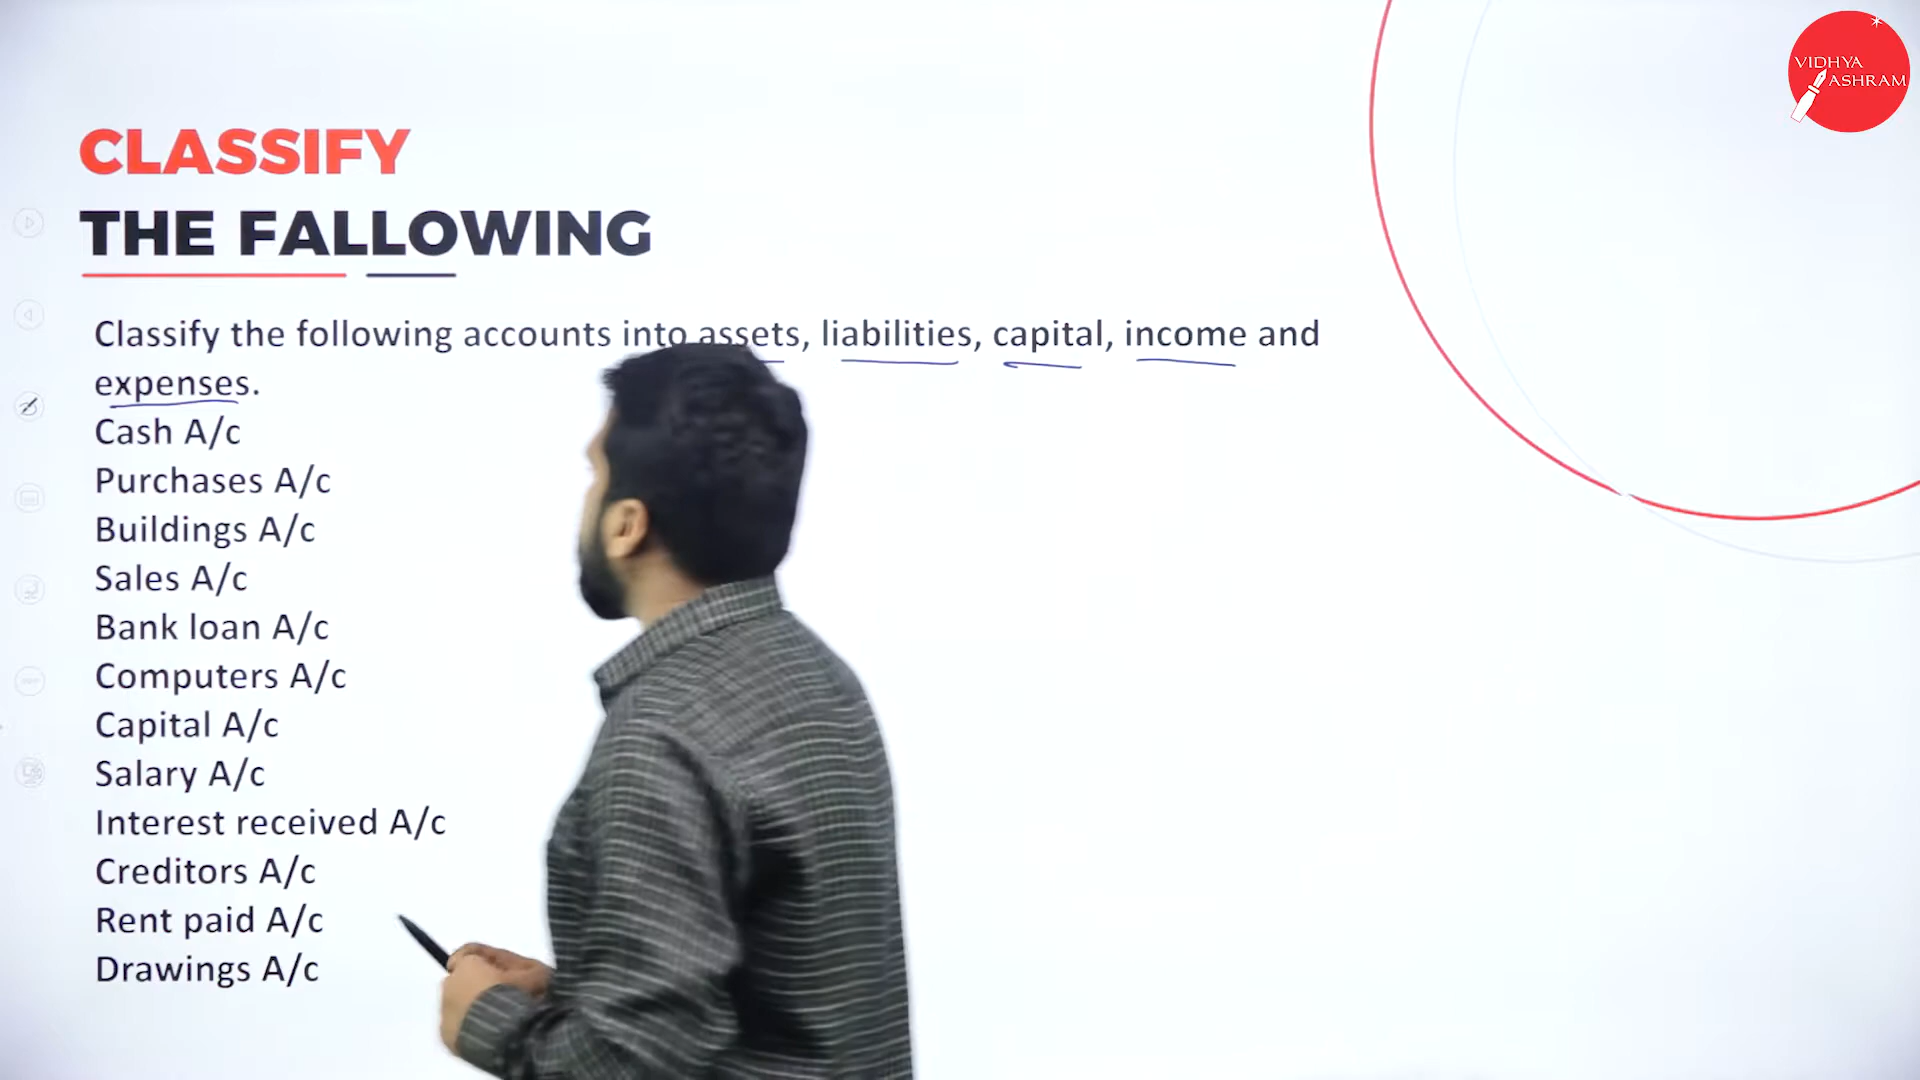 VIDHYA
ASHRAM
CLASSIFY
THE FALLOWING
Classify the following accounts into assets, liabilities, capital, income and
expenses.
Cash A/c
Purchases A/c
Buildings A/c
Sales A/c
Bank loan A/c
Computers A/c
Capital A/c
Salary A/c
Interest received A/c
Creditors A/c
Rent paid A/c
Drawings A/c